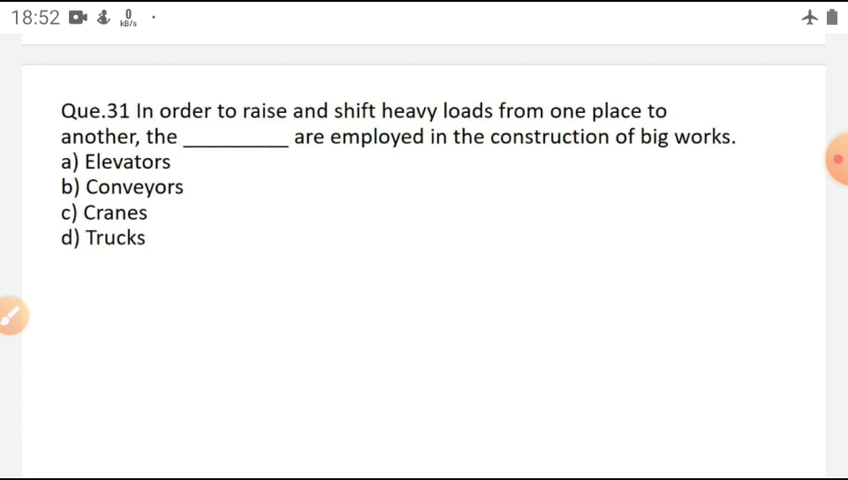 18:52 0 KB/s
Que.31 In order to raise and shift heavy loads from one place to
another, the __________ are employed in the construction of big works.
a) Elevators
b) Conveyors
c) Cranes
d) Trucks